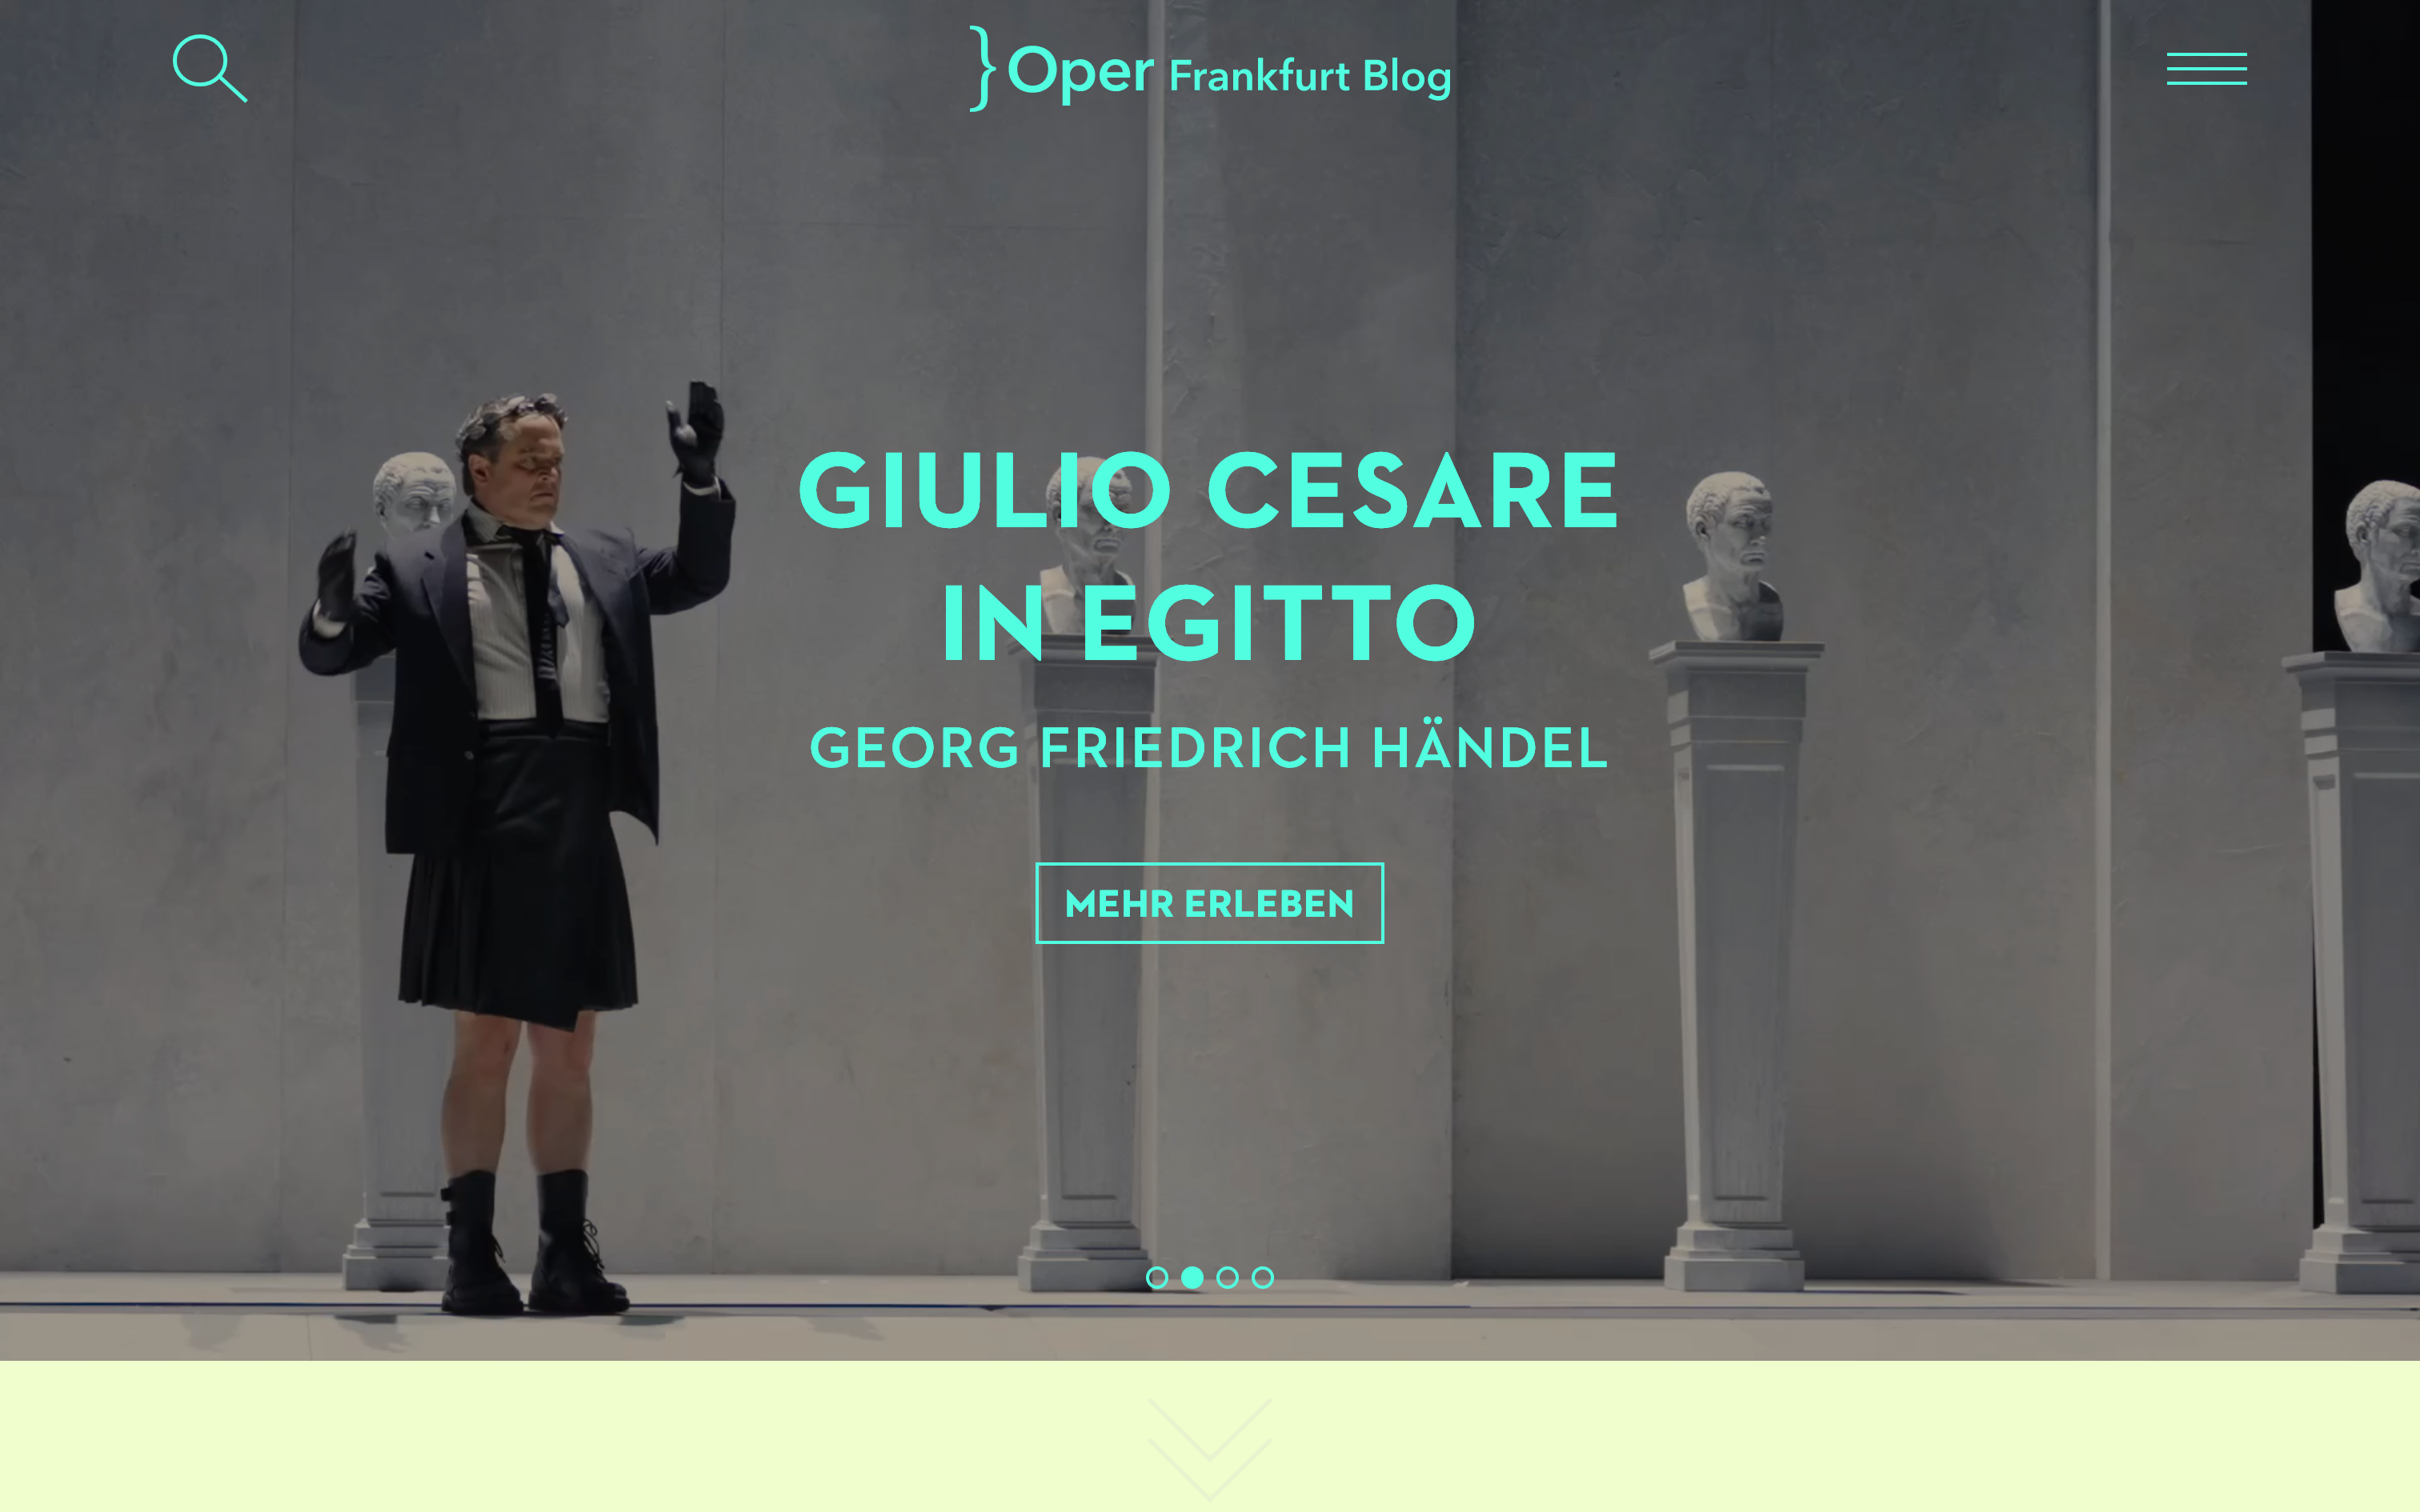 } Oper Frankfurt Blog
GIULIO CESARE
IN EGITTO
GEORG FRIEDRICH HÄNDEL
MEHR ERLEBEN